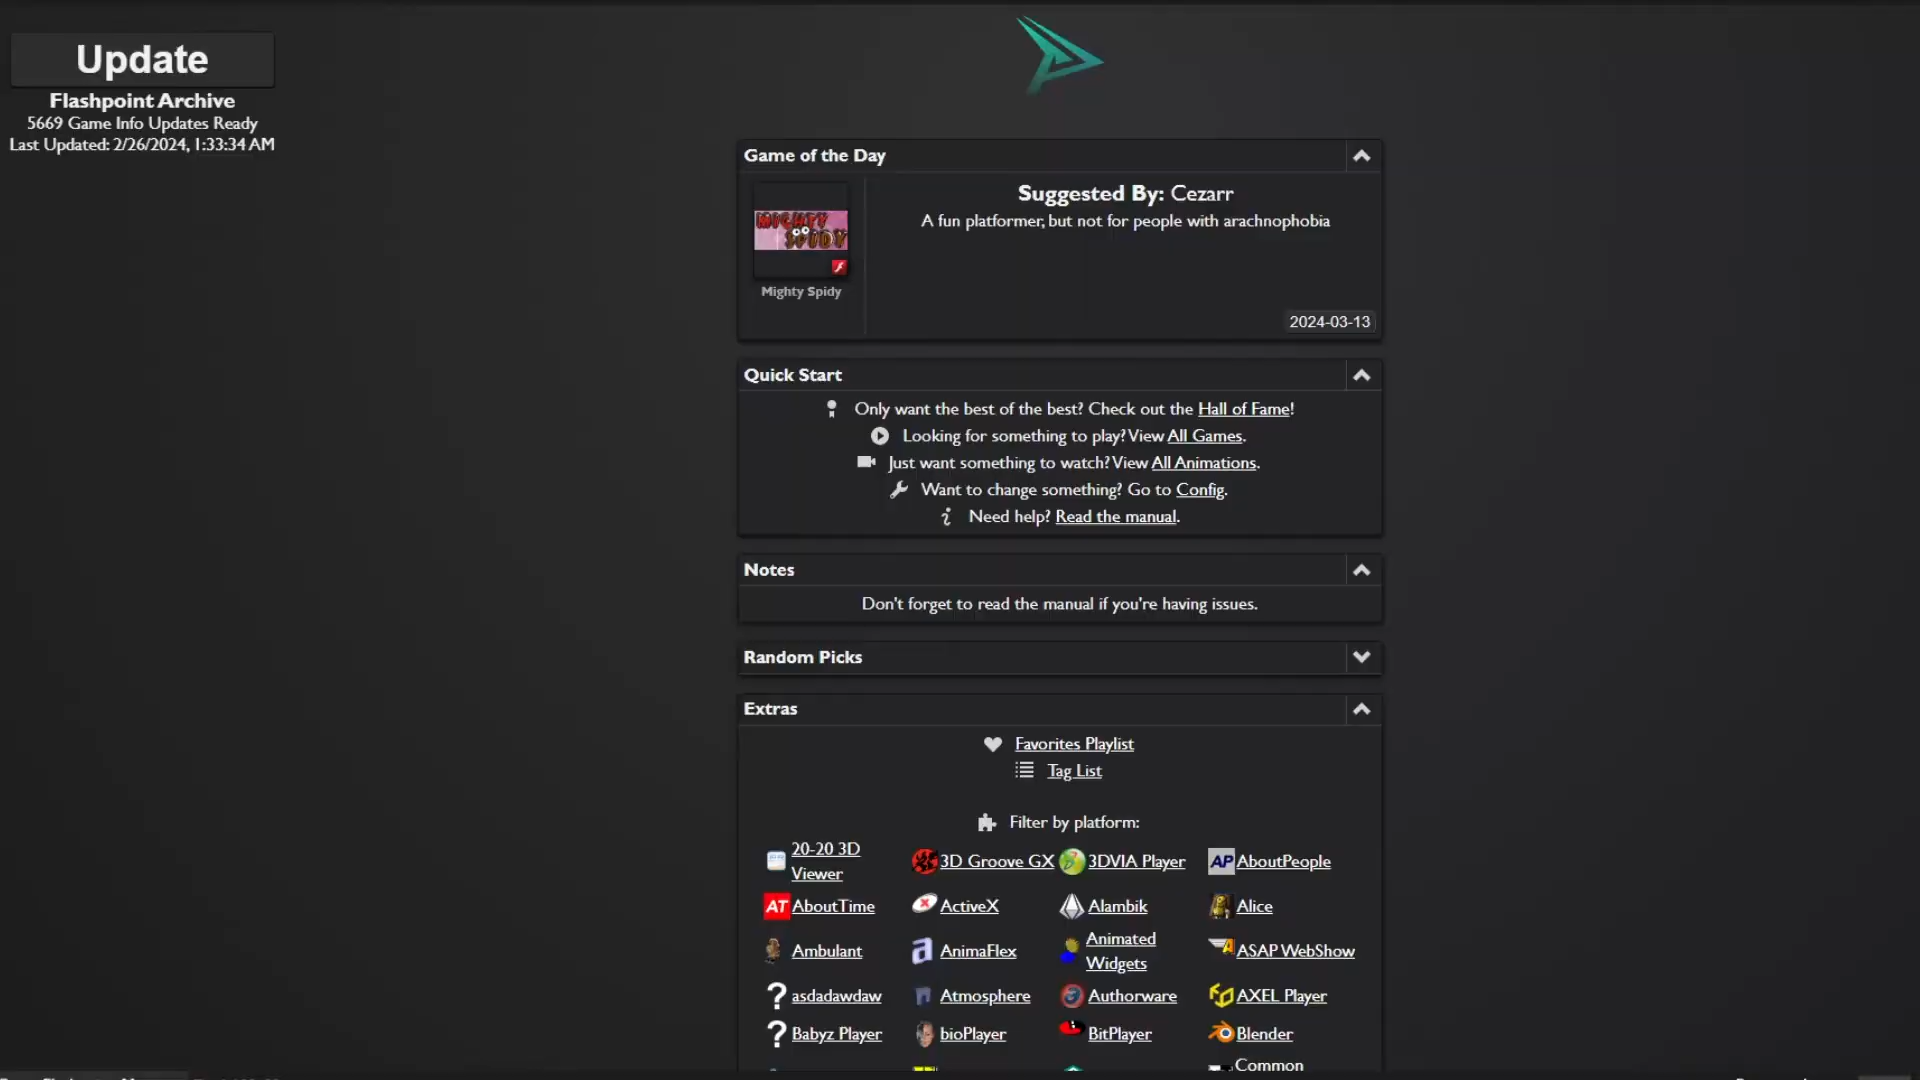 Update
Flashpoint Archive
5669 Game Info Updates Ready
Last Updated: 2/26/2024, 1:33:34 AM
Game of the Day
MIGHTY
SPIDY
Mighty Spidy
Suggested By: Cezarr
A fun platformer, but not for people with arachnophobia
2024-03-13
Quick Start
Only want the best of the best? Check out the Hall of Fame!
Looking for something to play? View All Games.
Just want something to watch? View All Animations.
Want to change something? Go to Config.
Need help? Read the manual.
Notes
Don't forget to read the manual if you're having issues.
Random Picks
Extras
Favorites Playlist
Tag List
Filter by platform:
20-20 3D Viewer
3D Groove GX
3DVIA Player
AP AboutPeople
AT AboutTime
ActiveX
Alambik
Alice
Ambulant
AnimaFlex
Animated Widgets
ASAP WebShow
? asdadawdaw
Atmosphere
Authorware
AXEL Player
? Babyz Player
bioPlayer
BitPlayer
Blender
Common